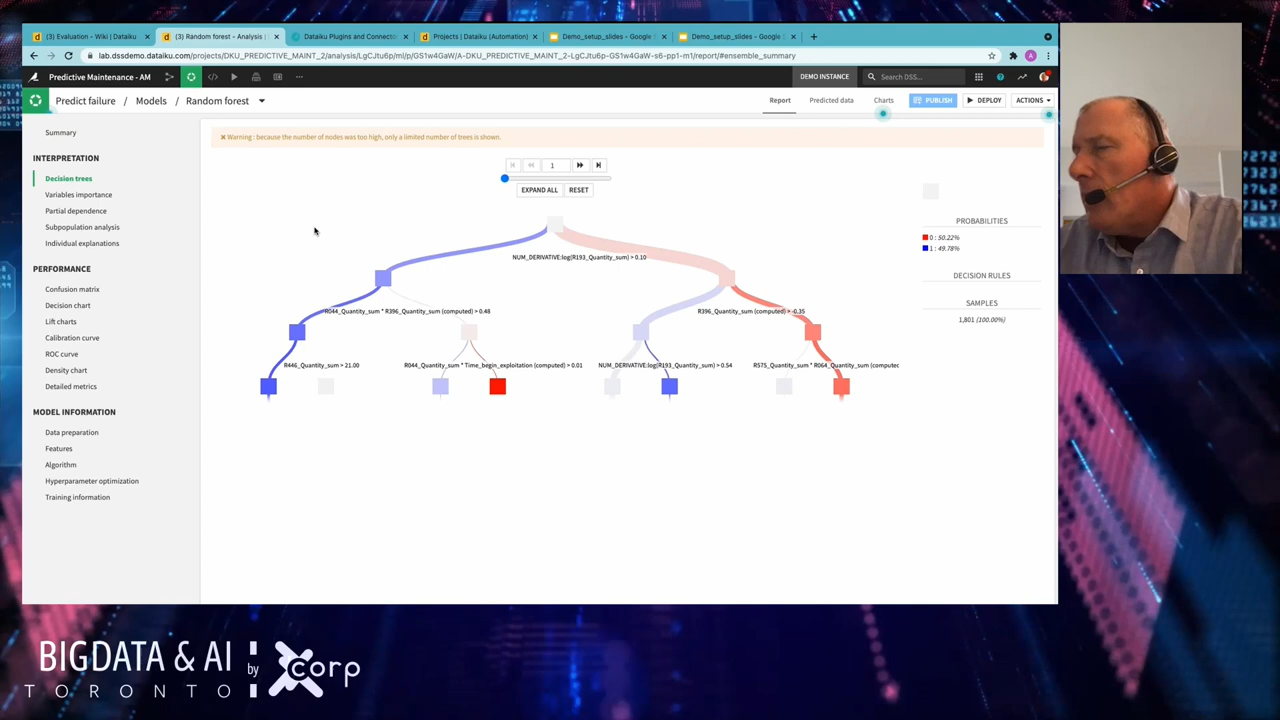 (3) Evaluation – Wiki | Dataiku
(3) Random forest – Analysis |
Dataiku Plugins and Connecto
Projects | Dataiku (Automation)
Demo_setup_slides – Google S
Demo_setup_slides – Google S
lab.dssdemo.dataiku.com/projects/DKU_PREDICTIVE_MAINT_2/analysis/LgCJtu6p/ml/p/GS1w4GaW/A-DKU_PREDICTIVE_MAINT_2-LgCJtu6p-GS1w4GaW-s6-pp1-m1/report/#ensemble_summary
Predictive Maintenance - AM
DEMO INSTANCE
Search DSS...
Predict failure / Models / Random forest
Report
Predicted data
Charts
PUBLISH
DEPLOY
ACTIONS
Summary
INTERPRETATION
Decision trees
Variables importance
Partial dependence
Subpopulation analysis
Individual explanations
PERFORMANCE
Confusion matrix
Decision chart
Lift charts
Calibration curve
ROC curve
Density chart
Detailed metrics
MODEL INFORMATION
Data preparation
Features
Algorithm
Hyperparameter optimization
Training information
Warning : because the number of nodes was too high, only a limited number of trees is shown.
1
EXPAND ALL
RESET
NUM_DERIVATIVE:log(R193_Quantity_sum) > 0.10
R044_Quantity_sum * R396_Quantity_sum (computed) > 0.48
R396_Quantity_sum (computed) > -0.35
R446_Quantity_sum > 21.00
R044_Quantity_sum * Time_begin_exploitation (computed) > 0.01
NUM_DERIVATIVE:log(R193_Quantity_sum) > 0.54
R575_Quantity_sum * R064_Quantity_sum (computec
PROBABILITIES
0 : 50.22%
1 : 49.78%
DECISION RULES
SAMPLES
1,801 (100.00%)
BIGDATA & AI
TORONTO
by
corp